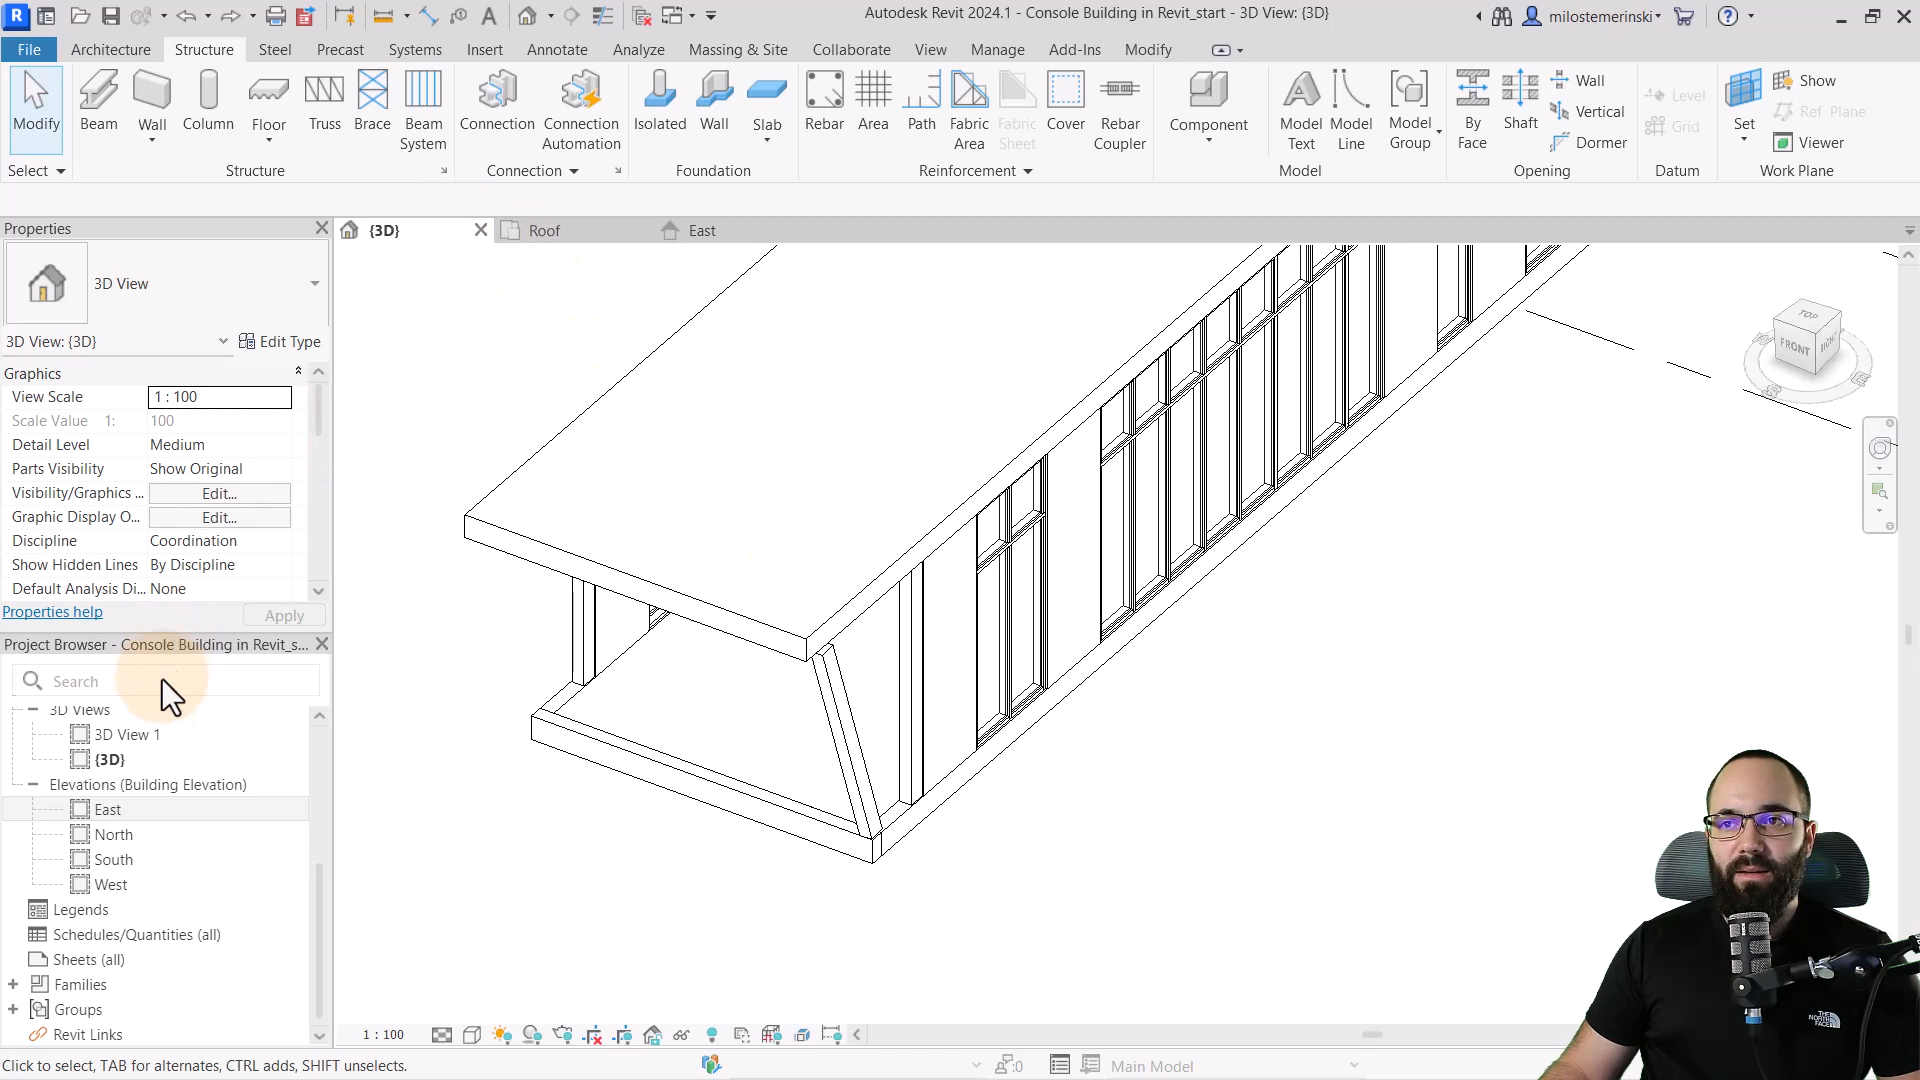 Autodesk Revit 2024.1 - Console Building in Revit_start - 3D View: {3D}
milostemerinski
File Architecture Structure Steel Precast Systems Insert Annotate Analyze Massing & Site Collaborate View Manage Add-Ins Modify
Modify
Beam
Wall
Column
Floor
Truss
Brace
Beam
System
Connection
Connection
Automation
Isolated
Wall
Slab
Rebar
Area
Path
Fabric
Area
Fabric
Sheet
Cover
Rebar
Coupler
Component
Model
Text
Model
Line
Model
Group
By
Face
Shaft
Wall
Vertical
Dormer
Level
Grid
Set
Show
Ref Plane
Viewer
Select Structure Connection Foundation Reinforcement Model Opening Datum Work Plane
Properties
{3D} Roof East
3D View
3D View: {3D} Edit Type
Graphics
View Scale 1 : 100
Scale Value 1: 100
Detail Level Medium
Parts Visibility Show Original
Visibility/Graphics ... Edit...
Graphic Display O... Edit...
Discipline Coordination
Show Hidden Lines By Discipline
Default Analysis Di... None
Properties help Apply
Project Browser - Console Building in Revit_s...
Search
3D Views
3D View 1
{3D}
Elevations (Building Elevation)
East
North
South
West
Legends
Schedules/Quantities (all)
Sheets (all)
Families
Groups
Revit Links
TOP
FRONT
RIGHT
S
E
1 : 100
Click to select, TAB for alternates, CTRL adds, SHIFT unselects.
:0
Main Model
THE
NORTH
FACE